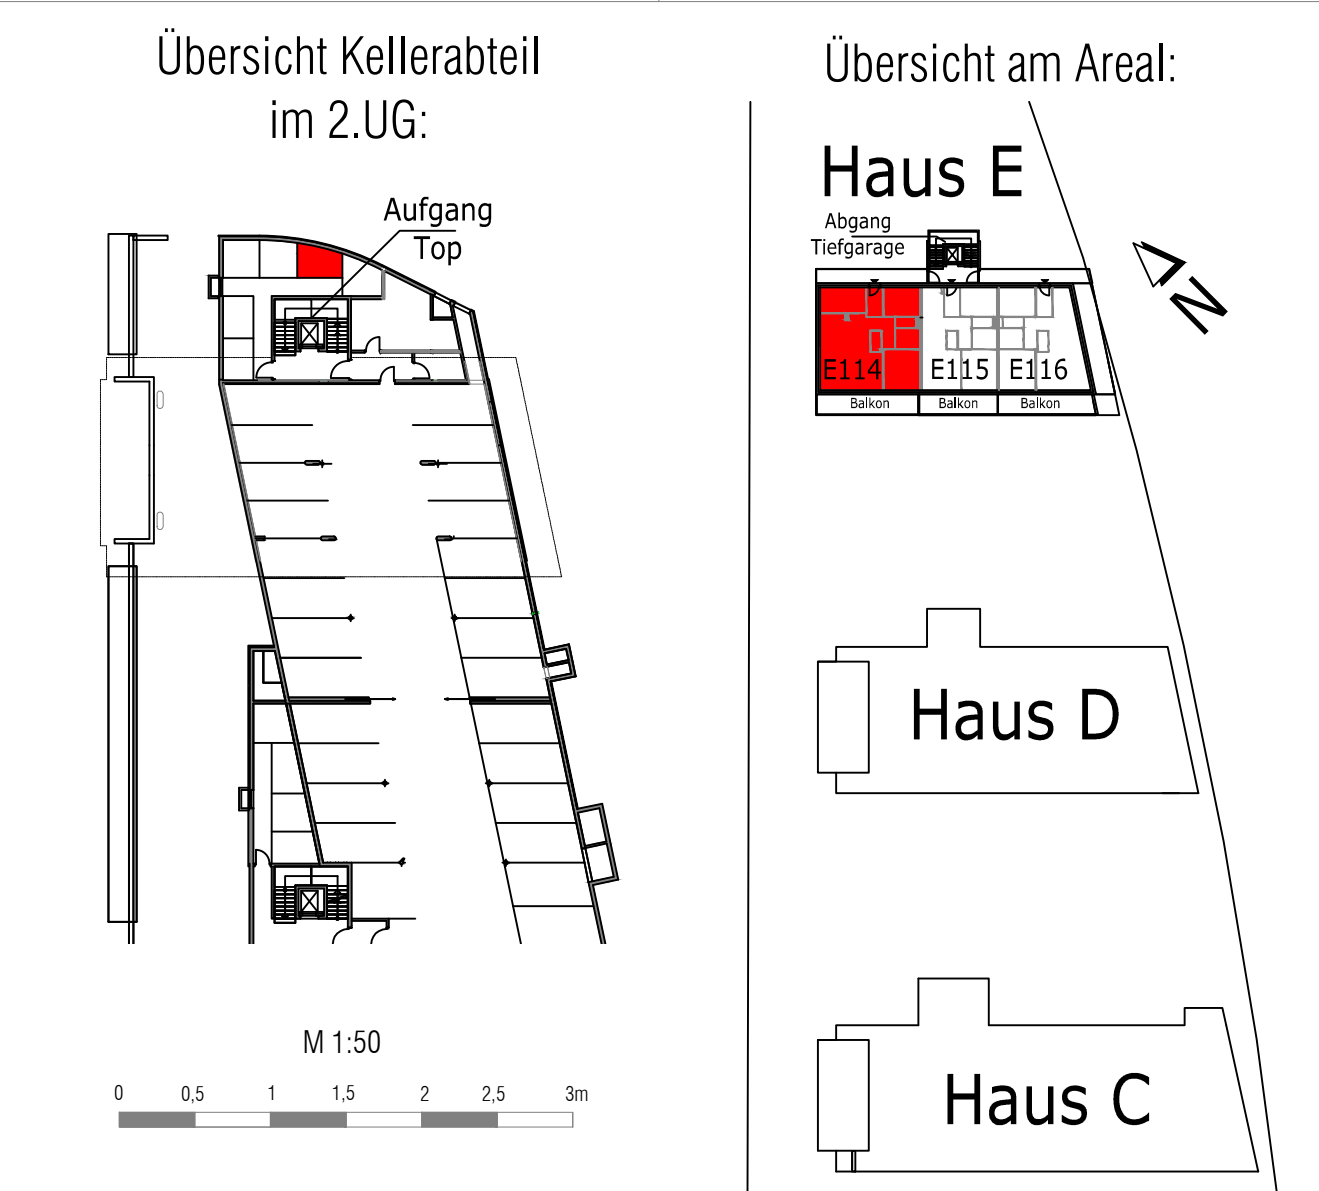 Übersicht Kellerabteil
im 2.UG:
Aufgang
Top
M 1:50
0 0,5 1 1,5 2 2,5 3m
Übersicht am Areal:
Haus E
Abgang
Tiefgarage
N
E114 E115 E116
Balkon Balkon Balkon
Haus D
Haus C